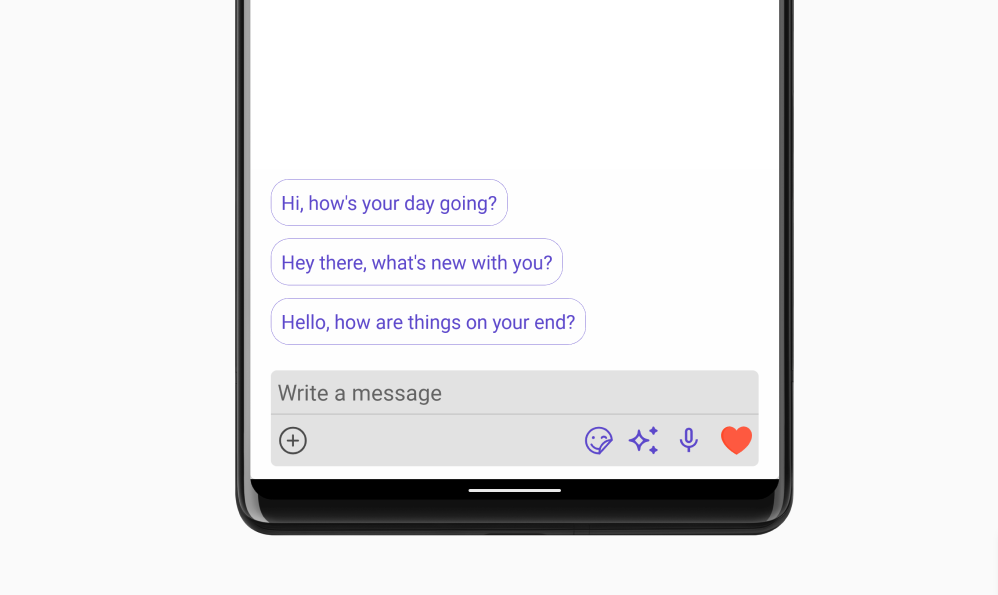 Hi, how's your day going?
Hey there, what's new with you?
Hello, how are things on your end?
Write a message